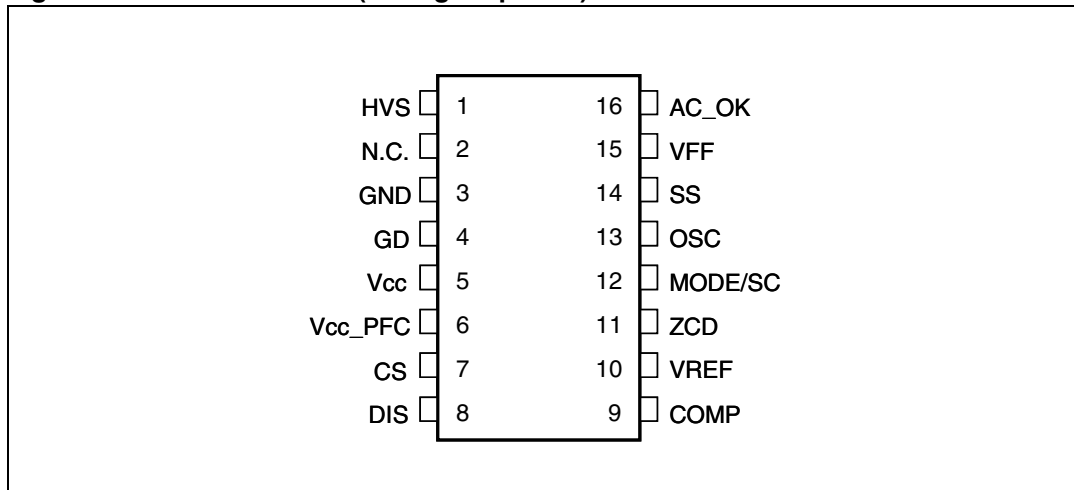 HVS 1 16 AC_OK
N.C. 2 15 VFF
GND 3 14 SS
GD 4 13 OSC
Vcc 5 12 MODE/SC
Vcc_PFC 6 11 ZCD
CS 7 10 VREF
DIS 8 9 COMP